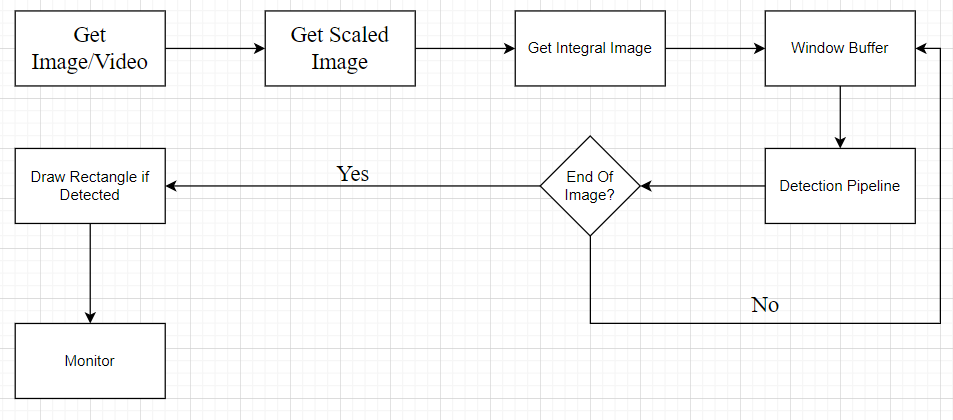 Get
Image/Video
Get Scaled
Image
Get Integral Image
Window Buffer
Draw Rectangle if
Detected
Yes
End Of
Image?
Detection Pipeline
No
Monitor